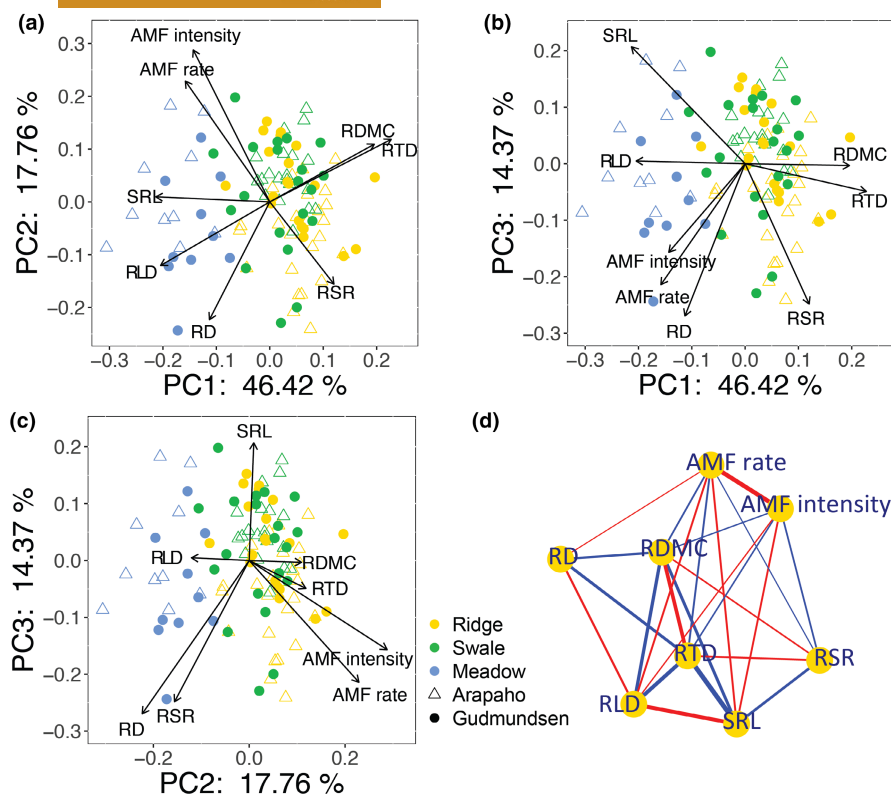 (a)
AMF intensity
AMF rate
RDMC
RTD
SRL
RLD
RD
RSR
0.3
0.2
0.1
0.0
−0.1
−0.2
−0.3
−0.2
−0.1
0.0
0.1
0.2
PC2: 17.76 %
PC1: 46.42 %
(b)
SRL
RLD
RDMC
RTD
AMF intensity
AMF rate
RD
RSR
0.2
0.1
0.0
−0.1
−0.2
−0.3
−0.3
−0.2
−0.1
0.0
0.1
0.2
PC3: 14.37 %
PC1: 46.42 %
(c)
SRL
RLD
RDMC
RTD
AMF intensity
AMF rate
RD
RSR
0.2
0.1
0.0
−0.1
−0.2
−0.3
−0.2
0.0
0.2
PC3: 14.37 %
PC2: 17.76 %
Ridge
Swale
Meadow
Arapaho
Gudmundsen
(d)
AMF rate
AMF intensity
RD
RDMC
RTD
RSR
RLD
SRL